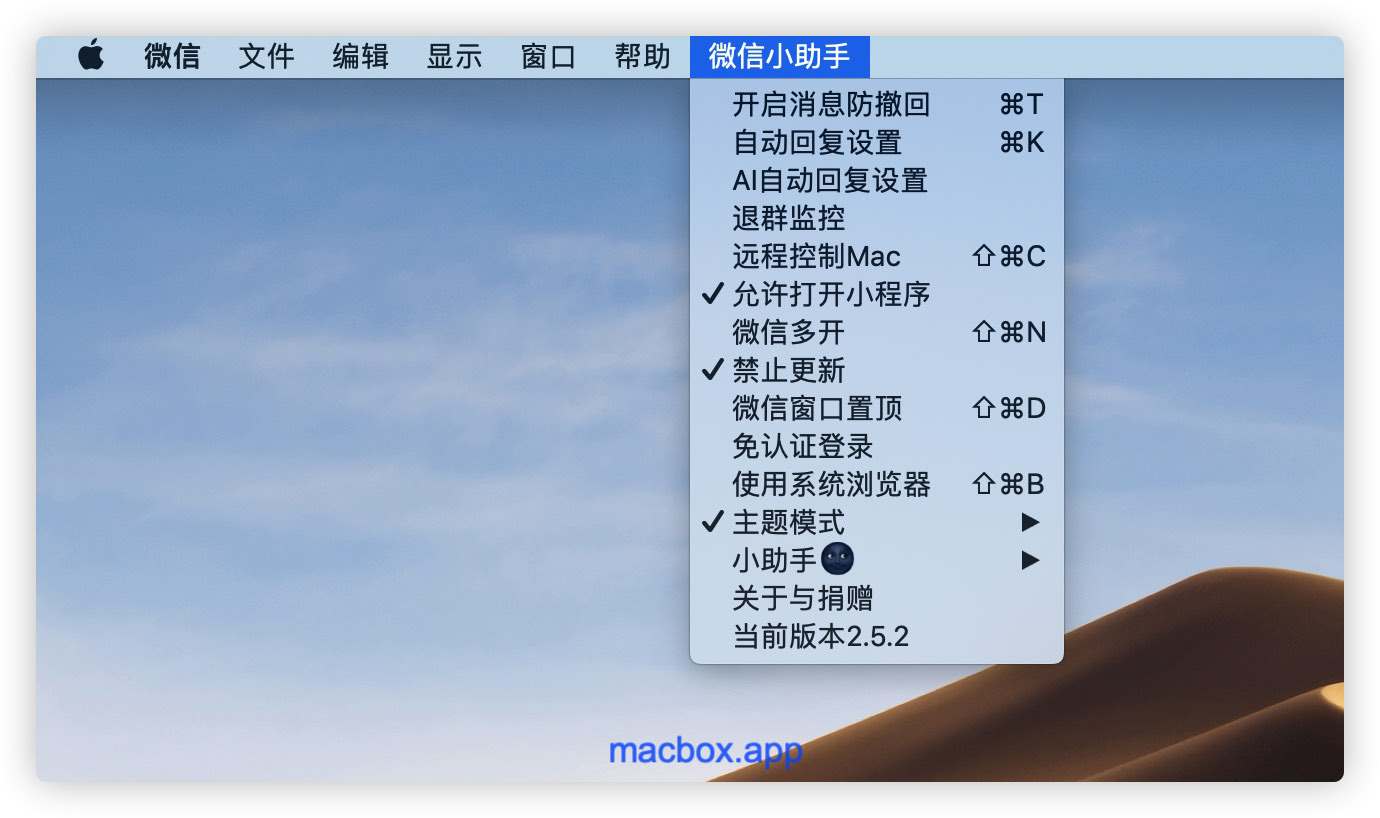 微信 文件 编辑 显示 窗口 帮助 微信小助手
开启消息防撤回 ⌘T
自动回复设置 ⌘K
AI自动回复设置
退群监控
远程控制Mac ⇧⌘C
✓ 允许打开小程序
微信多开 ⇧⌘N
✓ 禁止更新
微信窗口置顶 ⇧⌘D
免认证登录
使用系统浏览器 ⇧⌘B
✓ 主题模式 ▶
小助手🌚 ▶
关于与捐赠
当前版本2.5.2
macbox.app